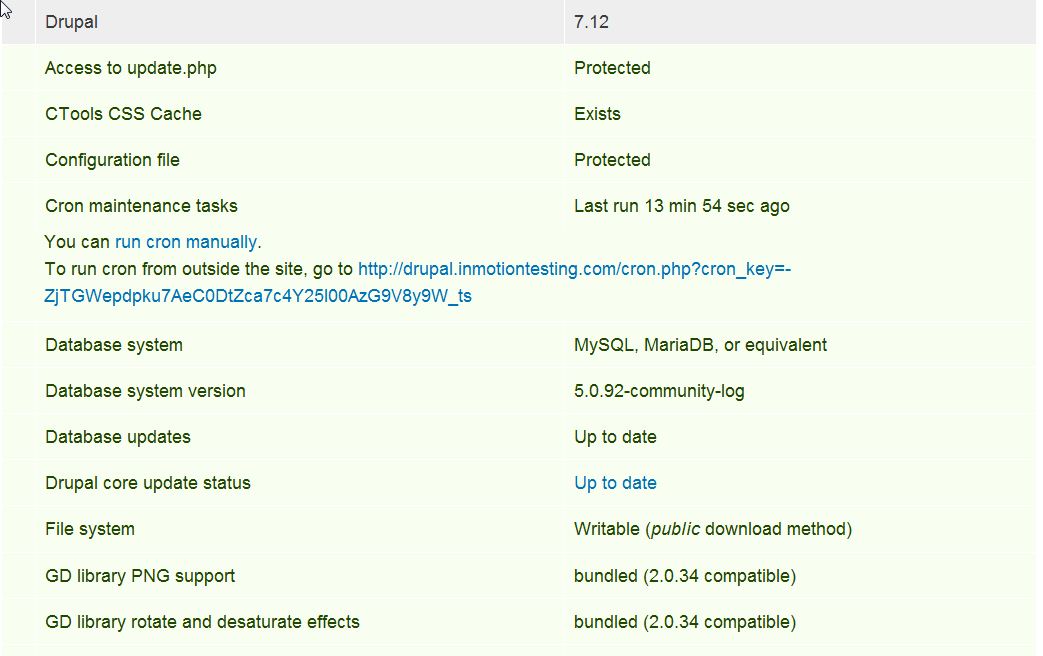 Drupal 7.12
Access to update.php Protected
CTools CSS Cache Exists
Configuration file Protected
Cron maintenance tasks Last run 13 min 54 sec ago
You can run cron manually.
To run cron from outside the site, go to http://drupal.inmotiontesting.com/cron.php?cron_key=-
ZjTGWepdpku7AeC0DtZca7c4Y25I00AzG9V8y9W_ts
Database system MySQL, MariaDB, or equivalent
Database system version 5.0.92-community-log
Database updates Up to date
Drupal core update status Up to date
File system Writable (public download method)
GD library PNG support bundled (2.0.34 compatible)
GD library rotate and desaturate effects bundled (2.0.34 compatible)